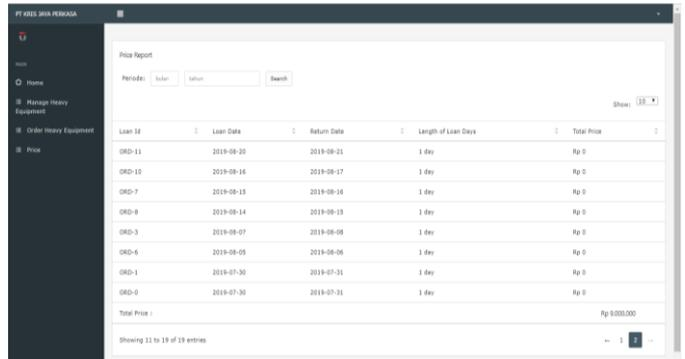 PT KRIS JAYA PERKASA
MAIN
Home
Manage Heavy
Equipment
Order Heavy Equipment
Price
Price Report
Periode: bulan tahun Search
Show: 10
Loan Id Loan Date Return Date Length of Loan Days Total Price
ORD-11 2019-08-20 2019-08-21 1 day Rp 0
ORD-10 2019-08-16 2019-08-17 1 day Rp 0
ORD-7 2019-08-15 2019-08-16 1 day Rp 0
ORD-8 2019-08-14 2019-08-15 1 day Rp 0
ORD-3 2019-08-07 2019-08-08 1 day Rp 0
ORD-6 2019-08-05 2019-08-06 1 day Rp 0
ORD-1 2019-07-30 2019-07-31 1 day Rp 0
ORD-0 2019-07-30 2019-07-31 1 day Rp 0
Total Price : Rp 9.000.000
Showing 11 to 19 of 19 entries ← 1 2 →